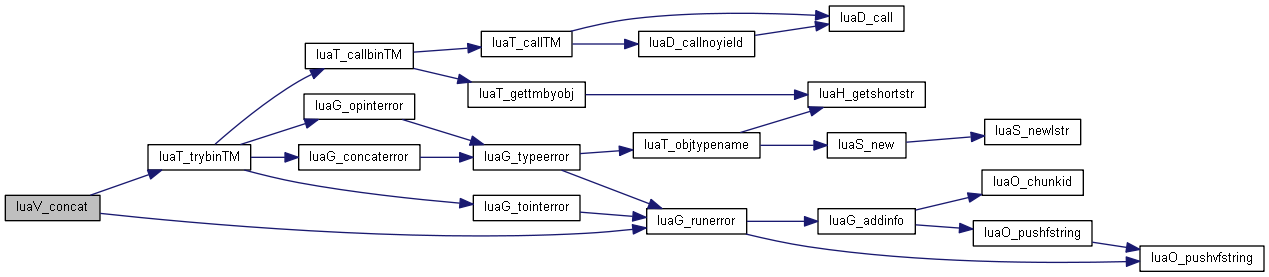 luaD_call
luaT_callTM
luaD_callnoyield
luaT_callbinTM
luaT_gettmbyobj
luaH_getshortstr
luaG_opinterror
luaS_newlstr
luaT_objtypename
luaS_new
luaT_trybinTM
luaG_concaterror
luaG_typeerror
luaO_chunkid
luaV_concat
luaG_tointerror
luaG_runerror
luaG_addinfo
luaO_pushfstring
luaO_pushvfstring